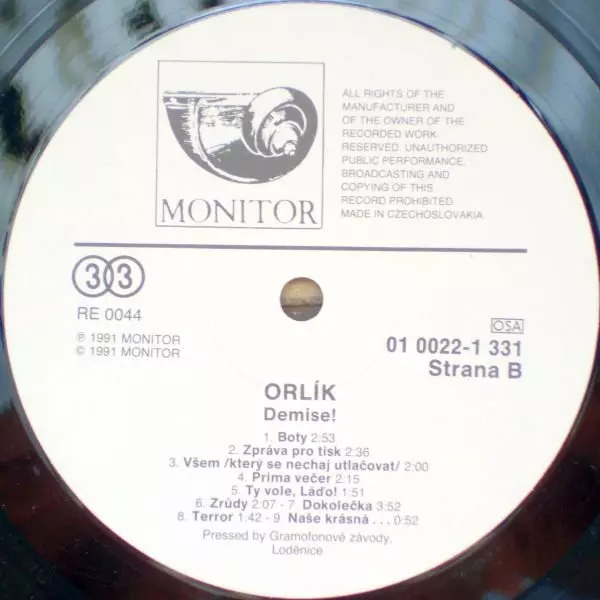 MONITOR
ALL RIGHTS OF THE
MANUFACTURER AND
OF THE OWNER OF THE
RECORDED WORK
RESERVED. UNAUTHORIZED
PUBLIC PERFORMANCE,
BROADCASTING AND
COPYING OF THIS
RECORD PROHIBITED.
MADE IN CZECHOSLOVAKIA
33
RE 0044
℗ 1991 MONITOR
© 1991 MONITOR
OSA
01 0022-1 331
Strana B
ORLÍK
Demise!
1. Boty 2:53
2. Zpráva pro tisk 2:36
3. Všem /který se nechaj utlačovat/ 2:00
4. Prima večer 2:15
5. Ty vole, Láďo! 1:51
6. Zrůdy 2:07 - 7 Dokolečka 3:52
8. Terror 1:42 - 9 Naše krásná . . . 0:52
Pressed by Gramofonové závody.
Loděnice